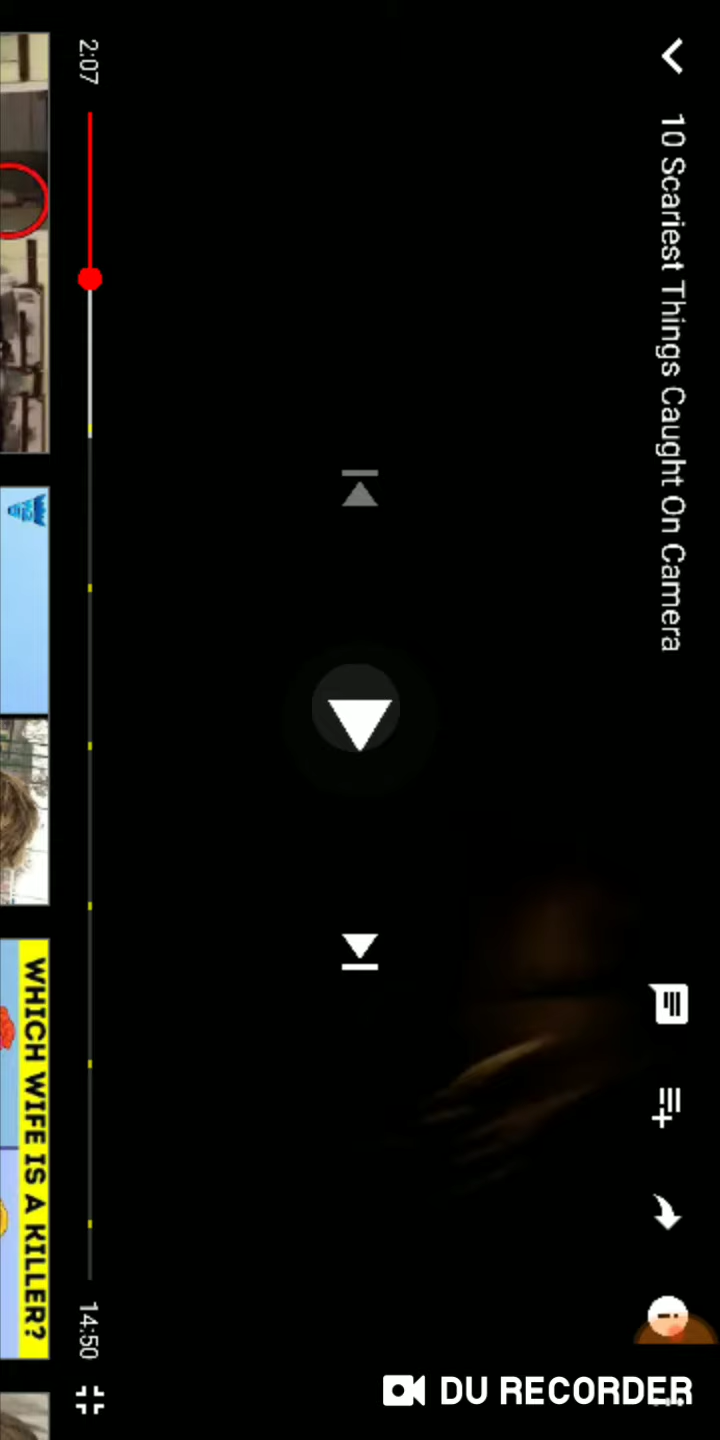 10 Scariest Things Caught On Camera
2:07
14:50
WHICH WIFE IS A KILLER?
DU RECORDER